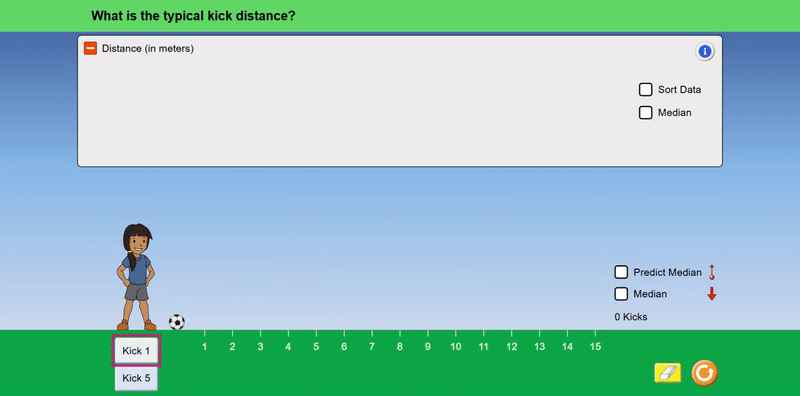 What is the typical kick distance?
Distance (in meters)
i
Sort Data
Median
Predict Median
Median
0 Kicks
1 2 3 4 5 6 7 8 9 10 11 12 13 14 15
Kick 1
Kick 5